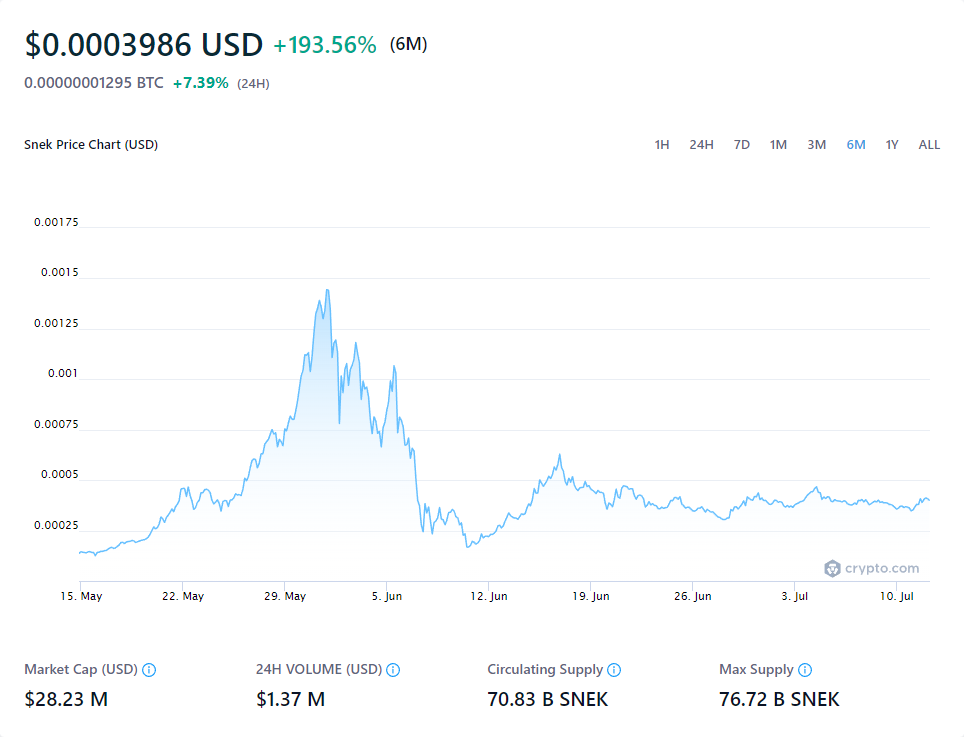 $0.0003986 USD +193.56% (6M)
0.00000001295 BTC +7.39% (24H)
Snek Price Chart (USD) 1H 24H 7D 1M 3M 6M 1Y ALL
0.00175
0.0015
0.00125
0.001
0.00075
0.0005
0.00025
crypto.com
15. May 22. May 29. May 5. Jun 12. Jun 19. Jun 26. Jun 3. Jul 10. Jul
Market Cap (USD) 24H VOLUME (USD) Circulating Supply Max Supply
$28.23 M $1.37 M 70.83 B SNEK 76.72 B SNEK